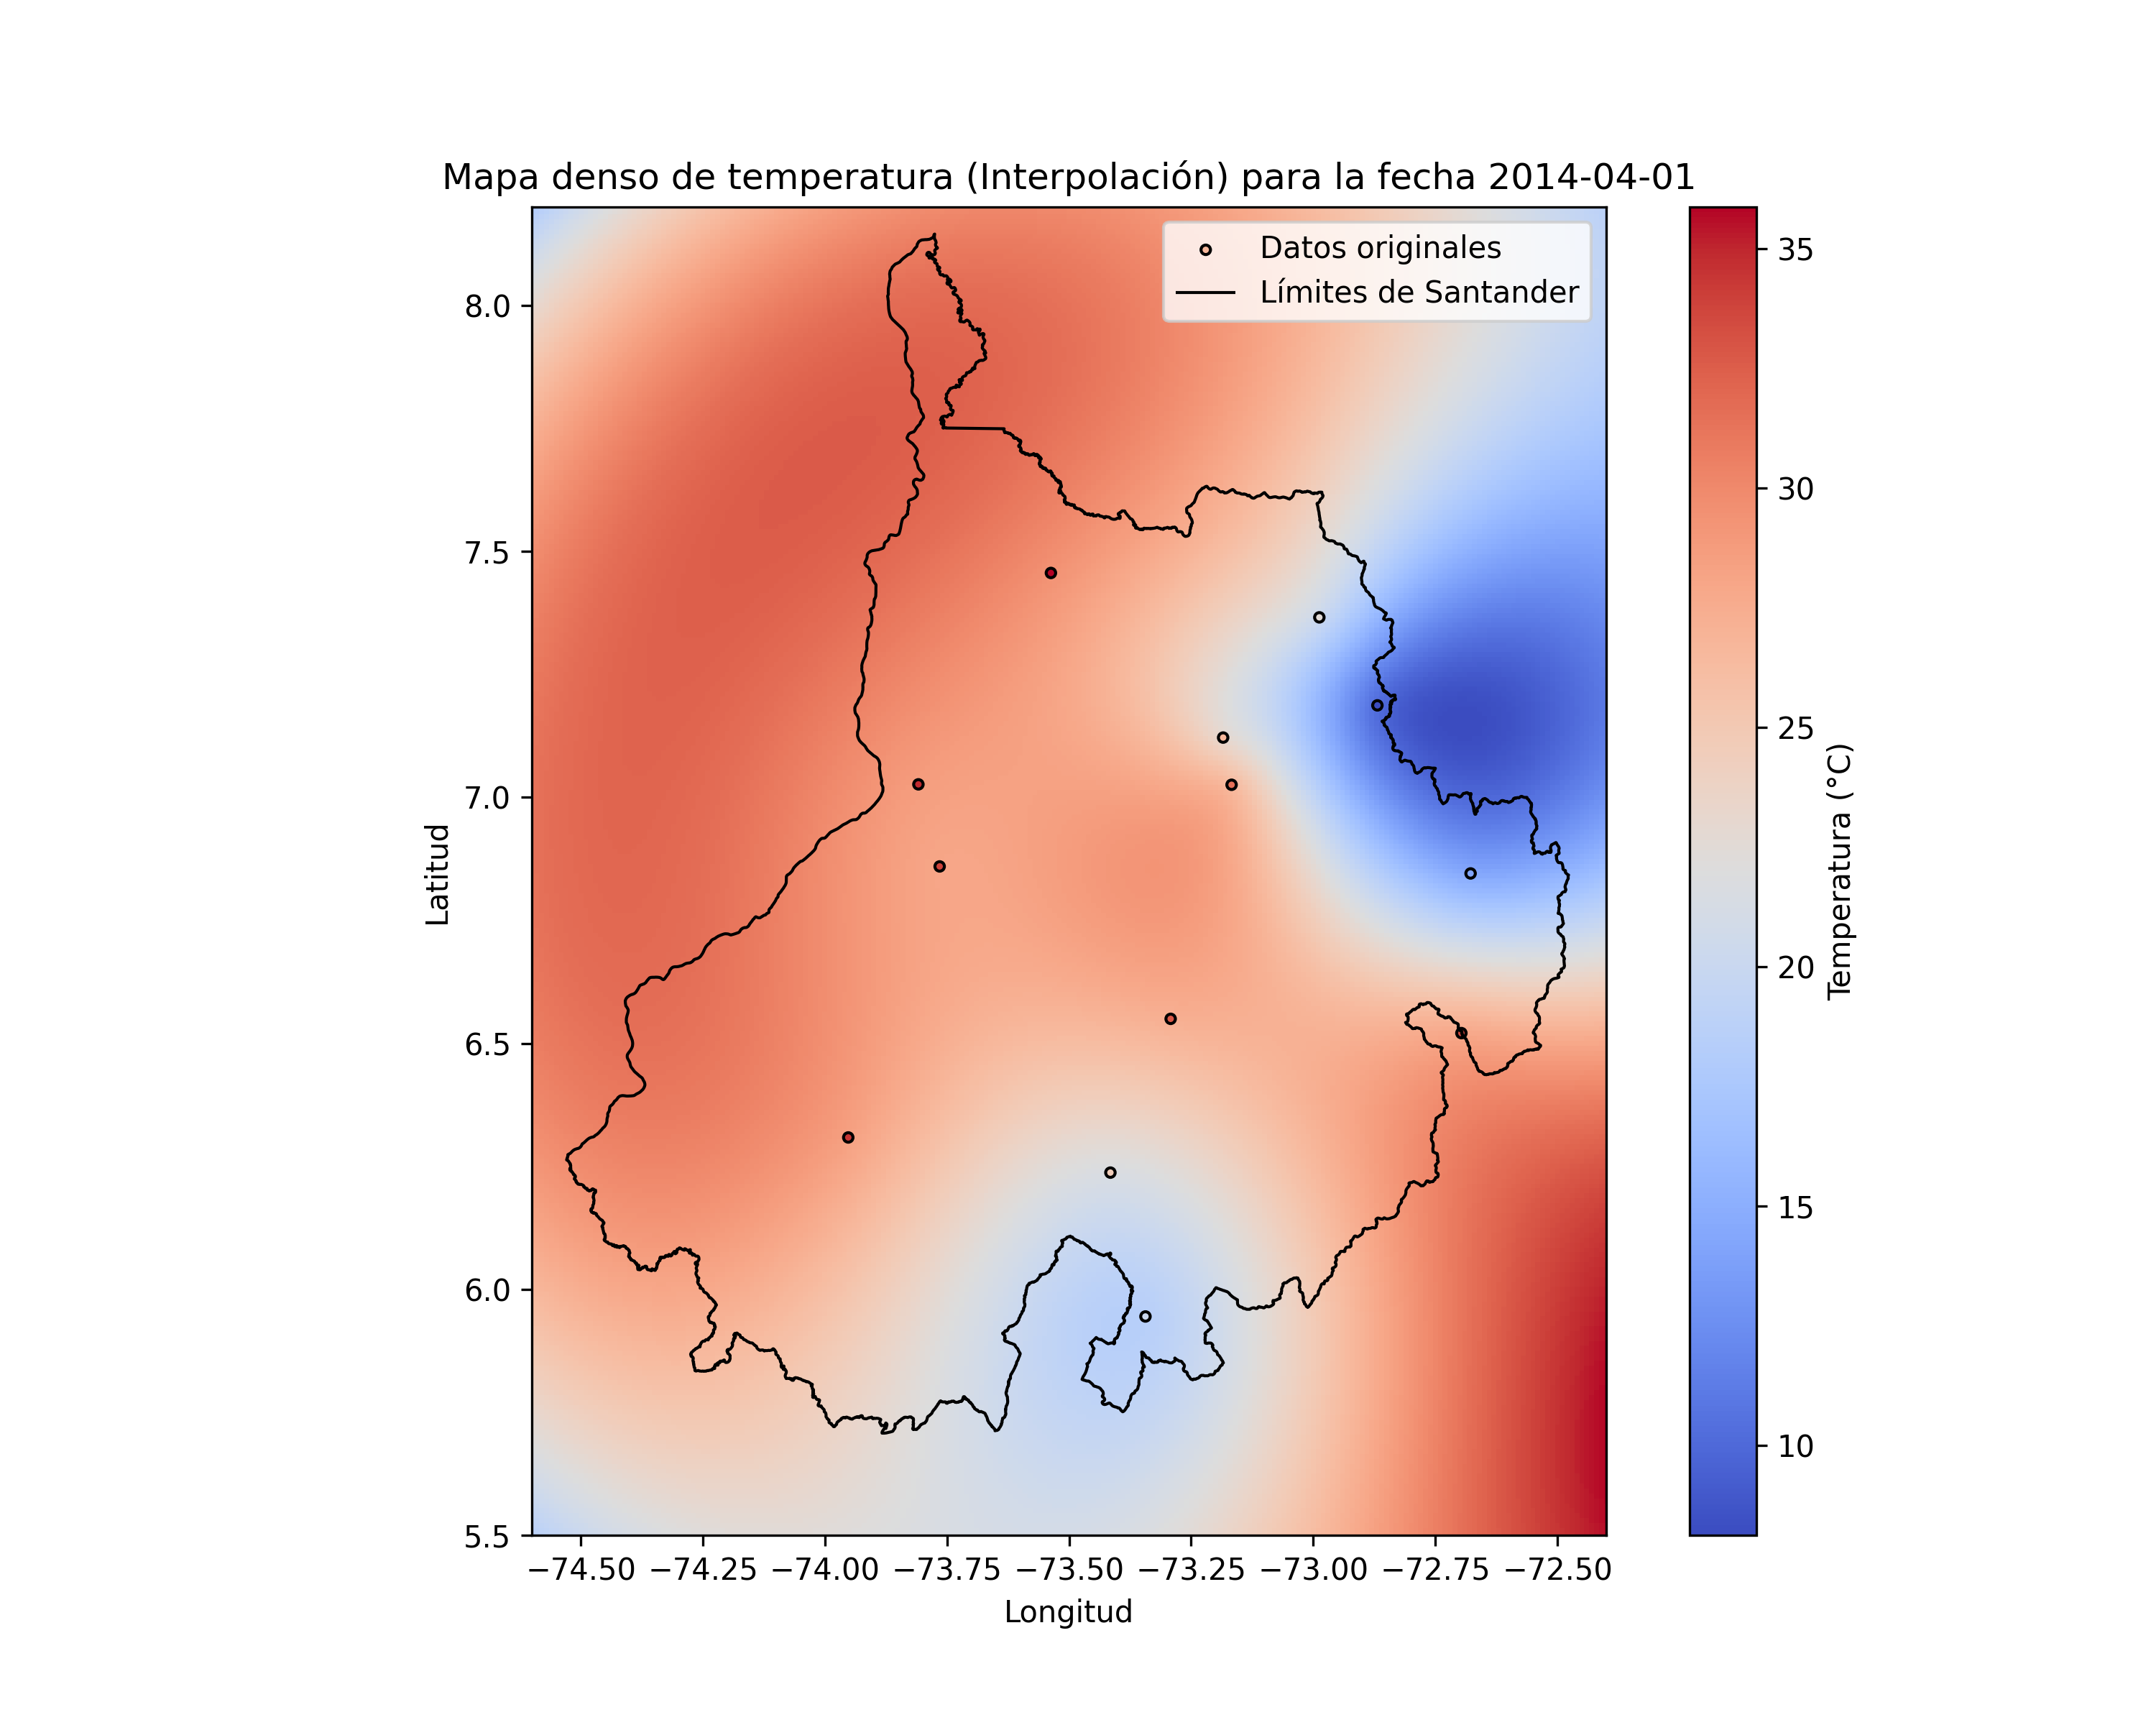 Mapa denso de temperatura (Interpolación) para la fecha 2014-04-01
Datos originales
Límites de Santander
8.0
7.5
7.0
6.5
6.0
5.5
Latitud
−74.50 −74.25 −74.00 −73.75 −73.50 −73.25 −73.00 −72.75 −72.50
Longitud
35
30
25
20
15
10
Temperatura (°C)